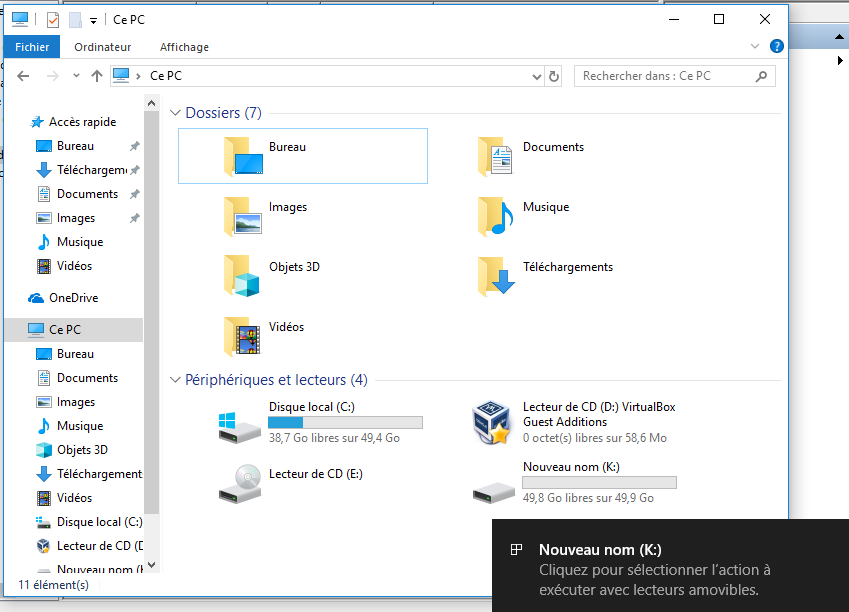 Ce PC
Fichier
Ordinateur
Affichage
Ce PC
Rechercher dans : Ce PC
Accès rapide
Bureau
Téléchargem
Documents
Images
Musique
Vidéos
OneDrive
Ce PC
Bureau
Documents
Images
Musique
Objets 3D
Téléchargement
Vidéos
Disque local (C:)
Lecteur de CD (D
Nouveau nom (K
Dossiers (7)
Bureau
Documents
Images
Musique
Objets 3D
Téléchargements
Vidéos
Périphériques et lecteurs (4)
Disque local (C:)
38,7 Go libres sur 49,4 Go
Lecteur de CD (D:) VirtualBox
Guest Additions
0 octet(s) libres sur 58,6 Mo
Lecteur de CD (E:)
Nouveau nom (K:)
49,8 Go libres sur 49,9 Go
11 élément(s)
Nouveau nom (K:)
Cliquez pour sélectionner l'action à
exécuter avec lecteurs amovibles.